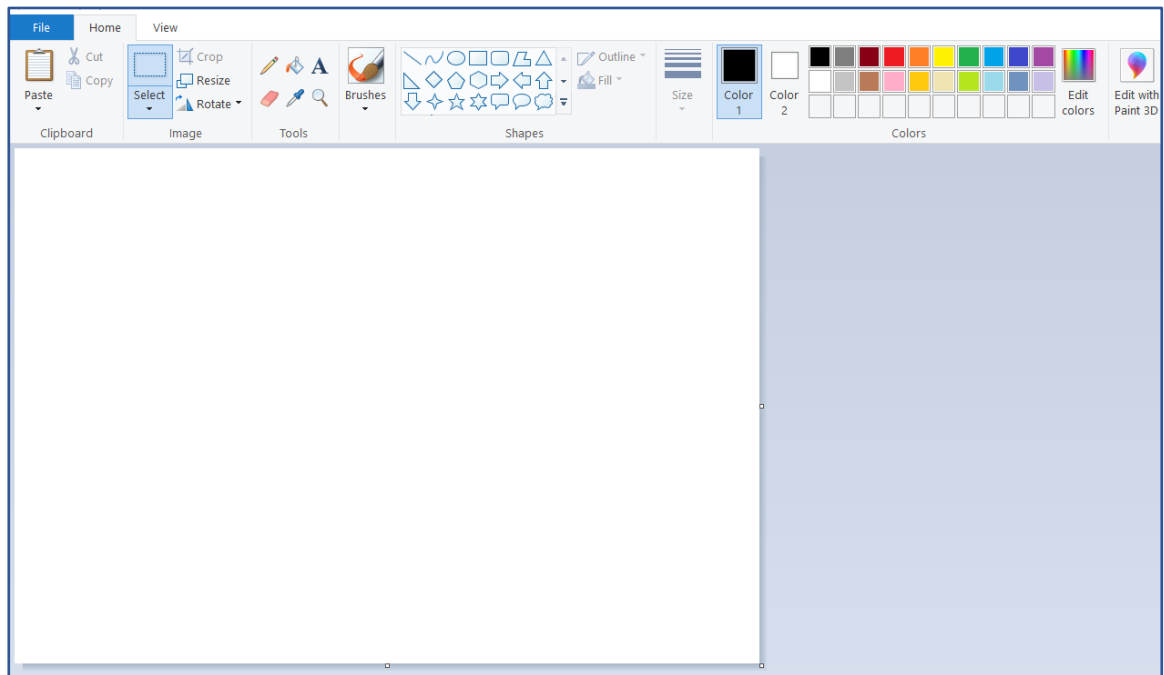 File Home View
Cut Crop Outline
Copy Resize Fill
Paste Select Rotate Brushes Size Color Color Edit Edit with
1 2 colors Paint 3D
Clipboard Image Tools Shapes Colors